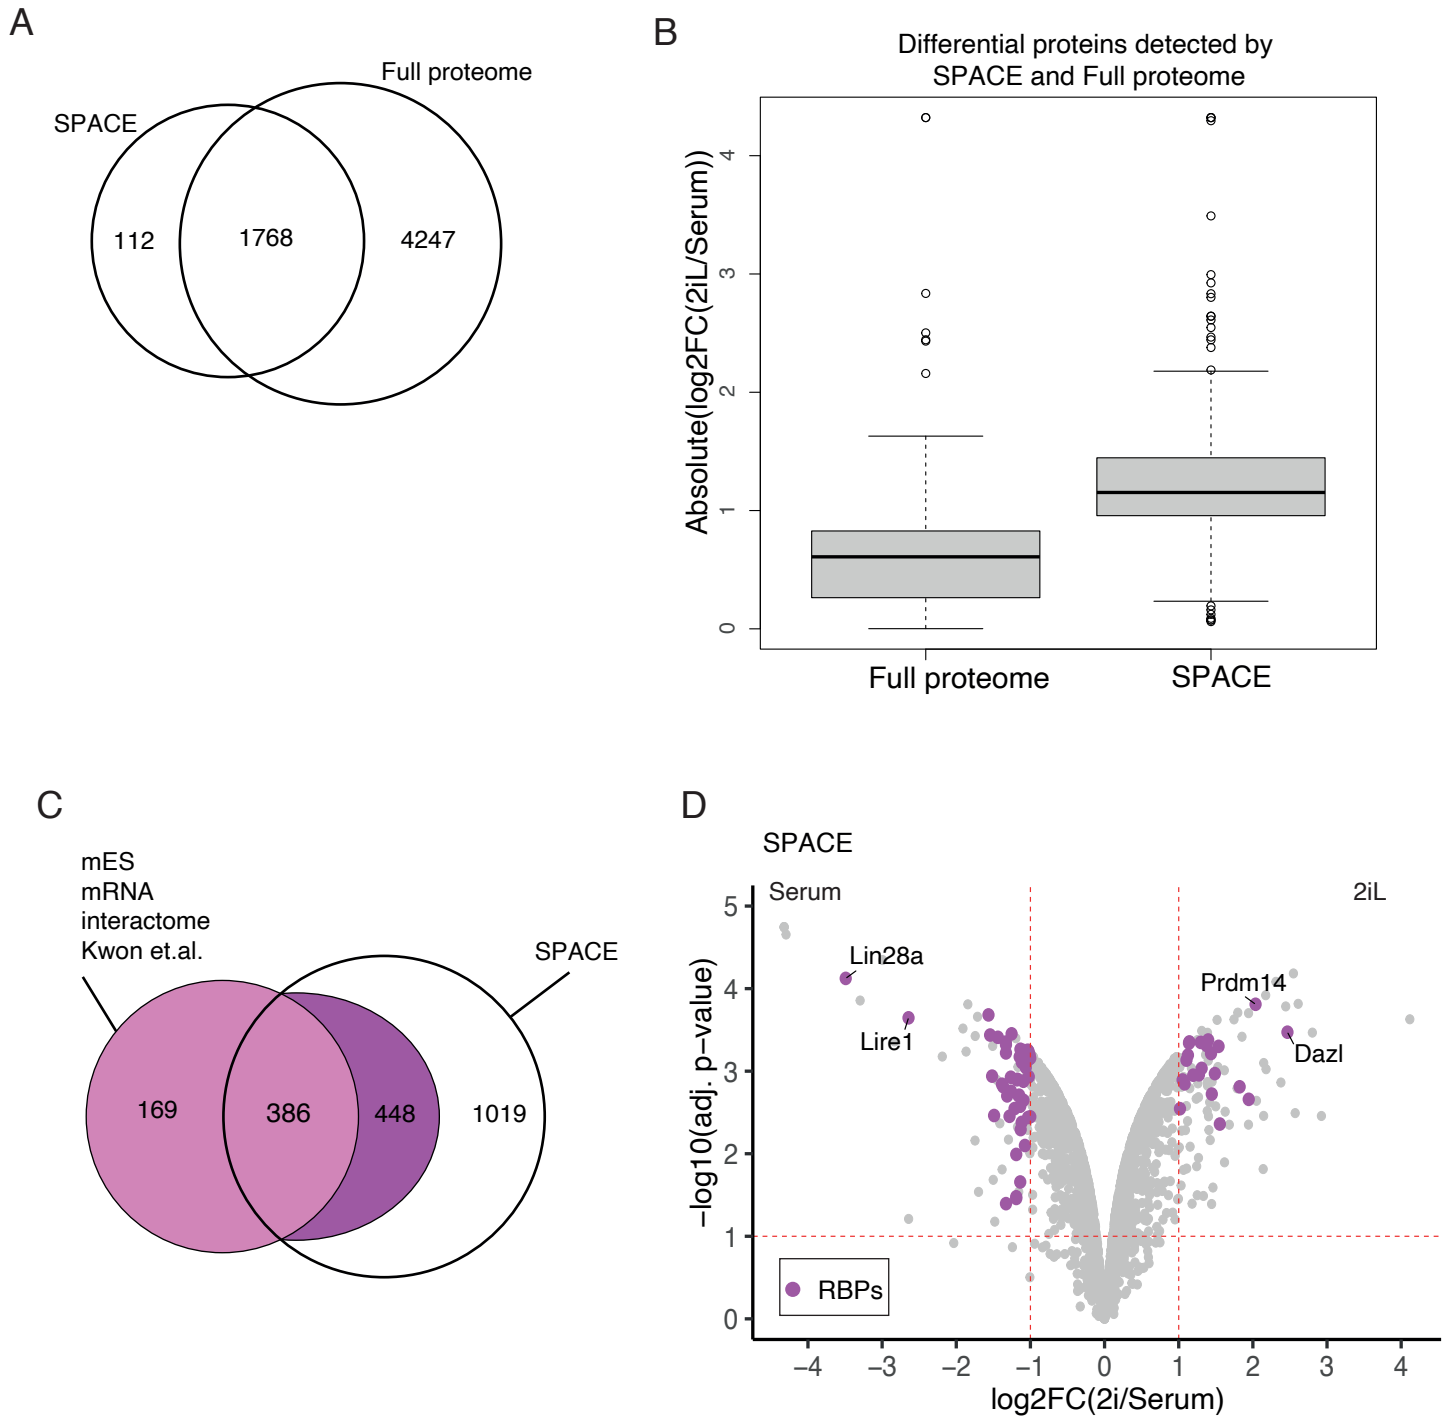 A
Full proteome
SPACE
112
1768
4247
B
Differential proteins detected by
SPACE and Full proteome
Absolute(log2FC(2iL/Serum))
4
3
2
1
0
Full proteome
SPACE
C
mES
mRNA
interactome
Kwon et.al.
SPACE
169
386
448
1019
D
SPACE
Serum
2iL
Lin28a
Lire1
Prdm14
Dazl
−log10(adj. p−value)
5
4
3
2
1
0
RBPs
−4
−3
−2
−1
0
1
2
3
4
log2FC(2i/Serum)